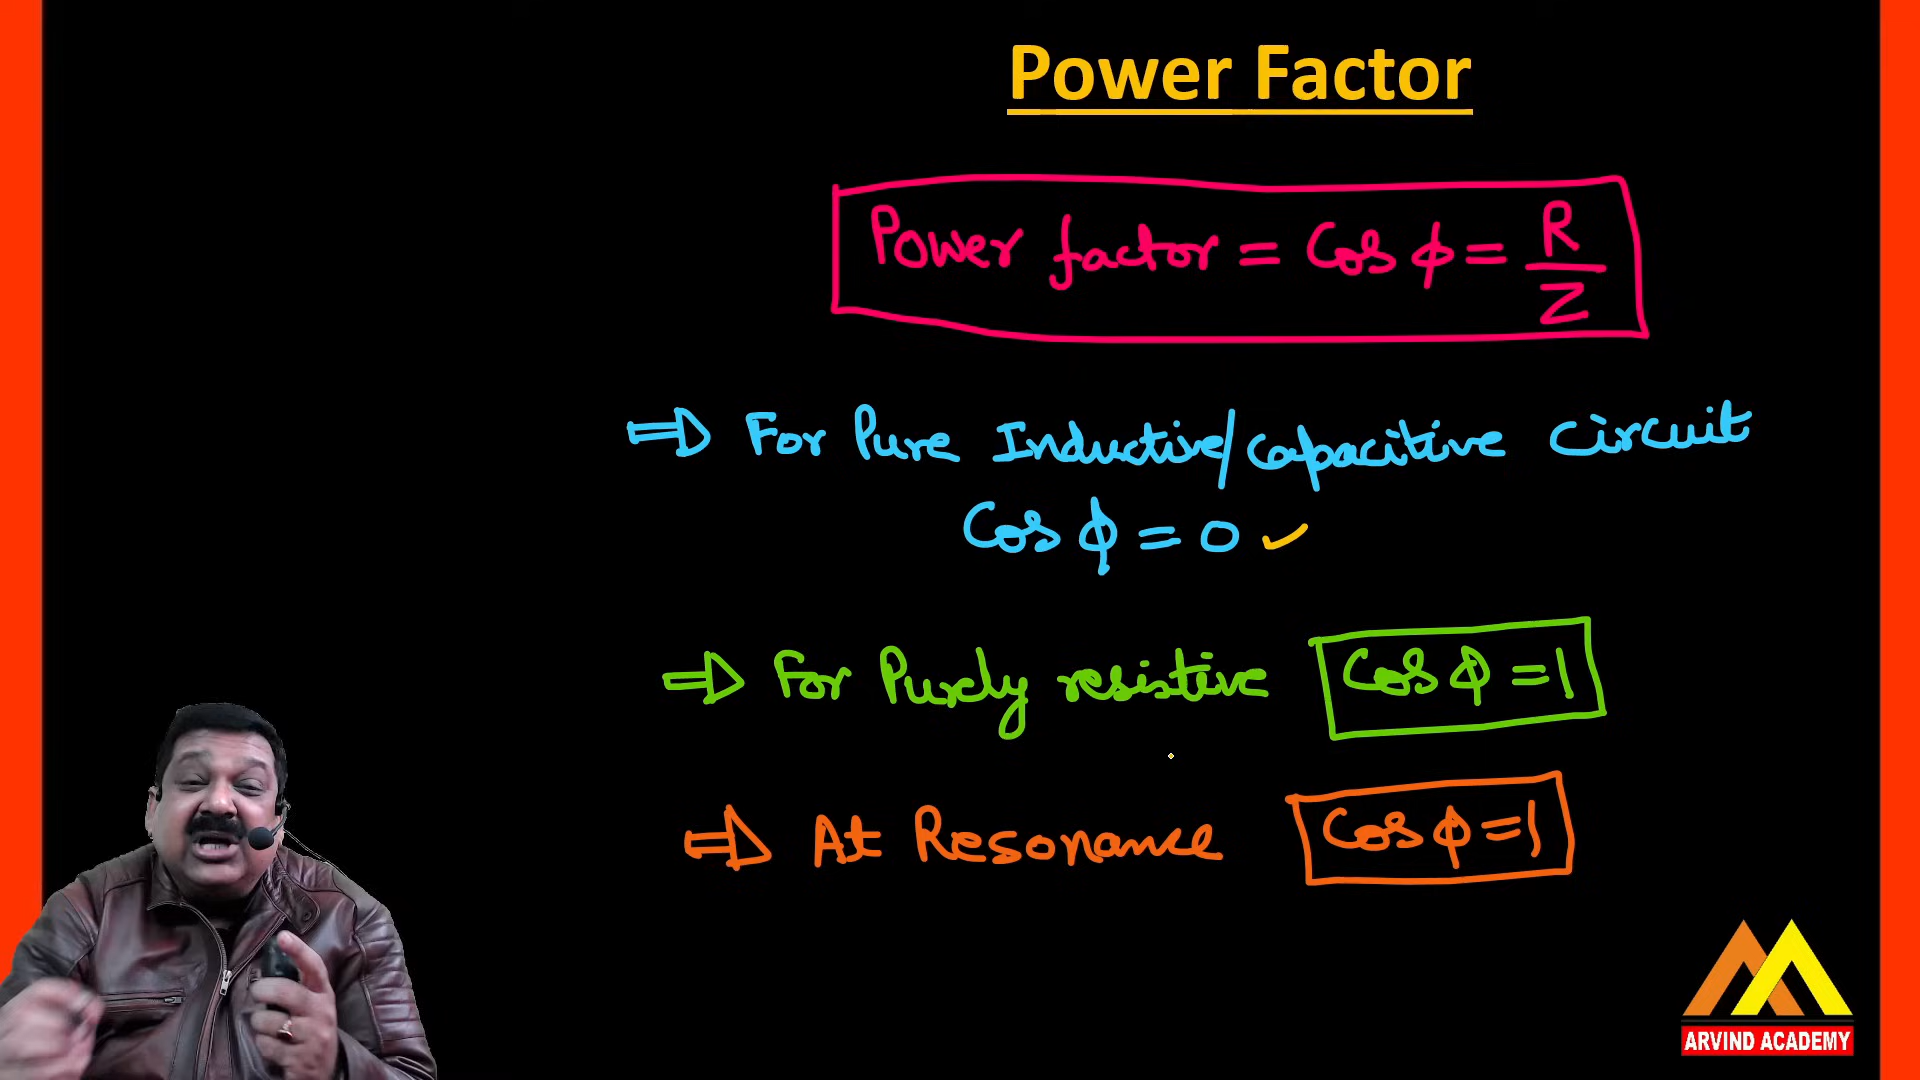 Power Factor
Power factor = Cos ϕ = R/Z
⇒ For Pure Inductive/capacitive circuit
Cos ϕ = 0 ✓
⇒ For Purely resistive Cos ϕ = 1
⇒ At Resonance Cos ϕ = 1
ARVIND ACADEMY